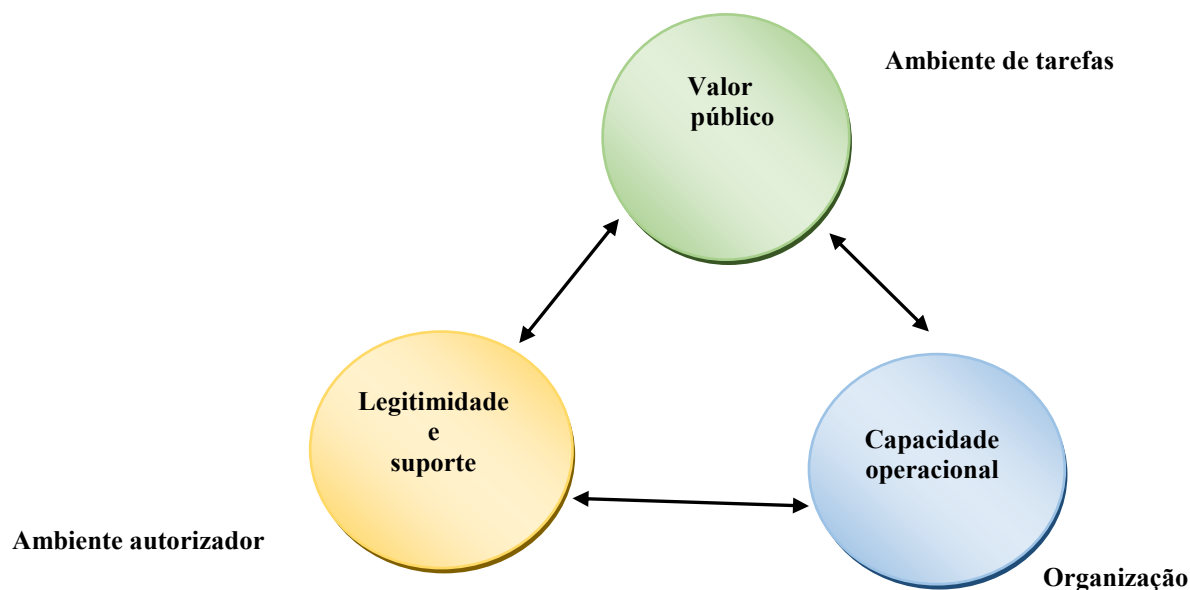 Ambiente de tarefas
Valor
público
Legitimidade
e
suporte
Capacidade
operacional
Ambiente autorizador
Organização